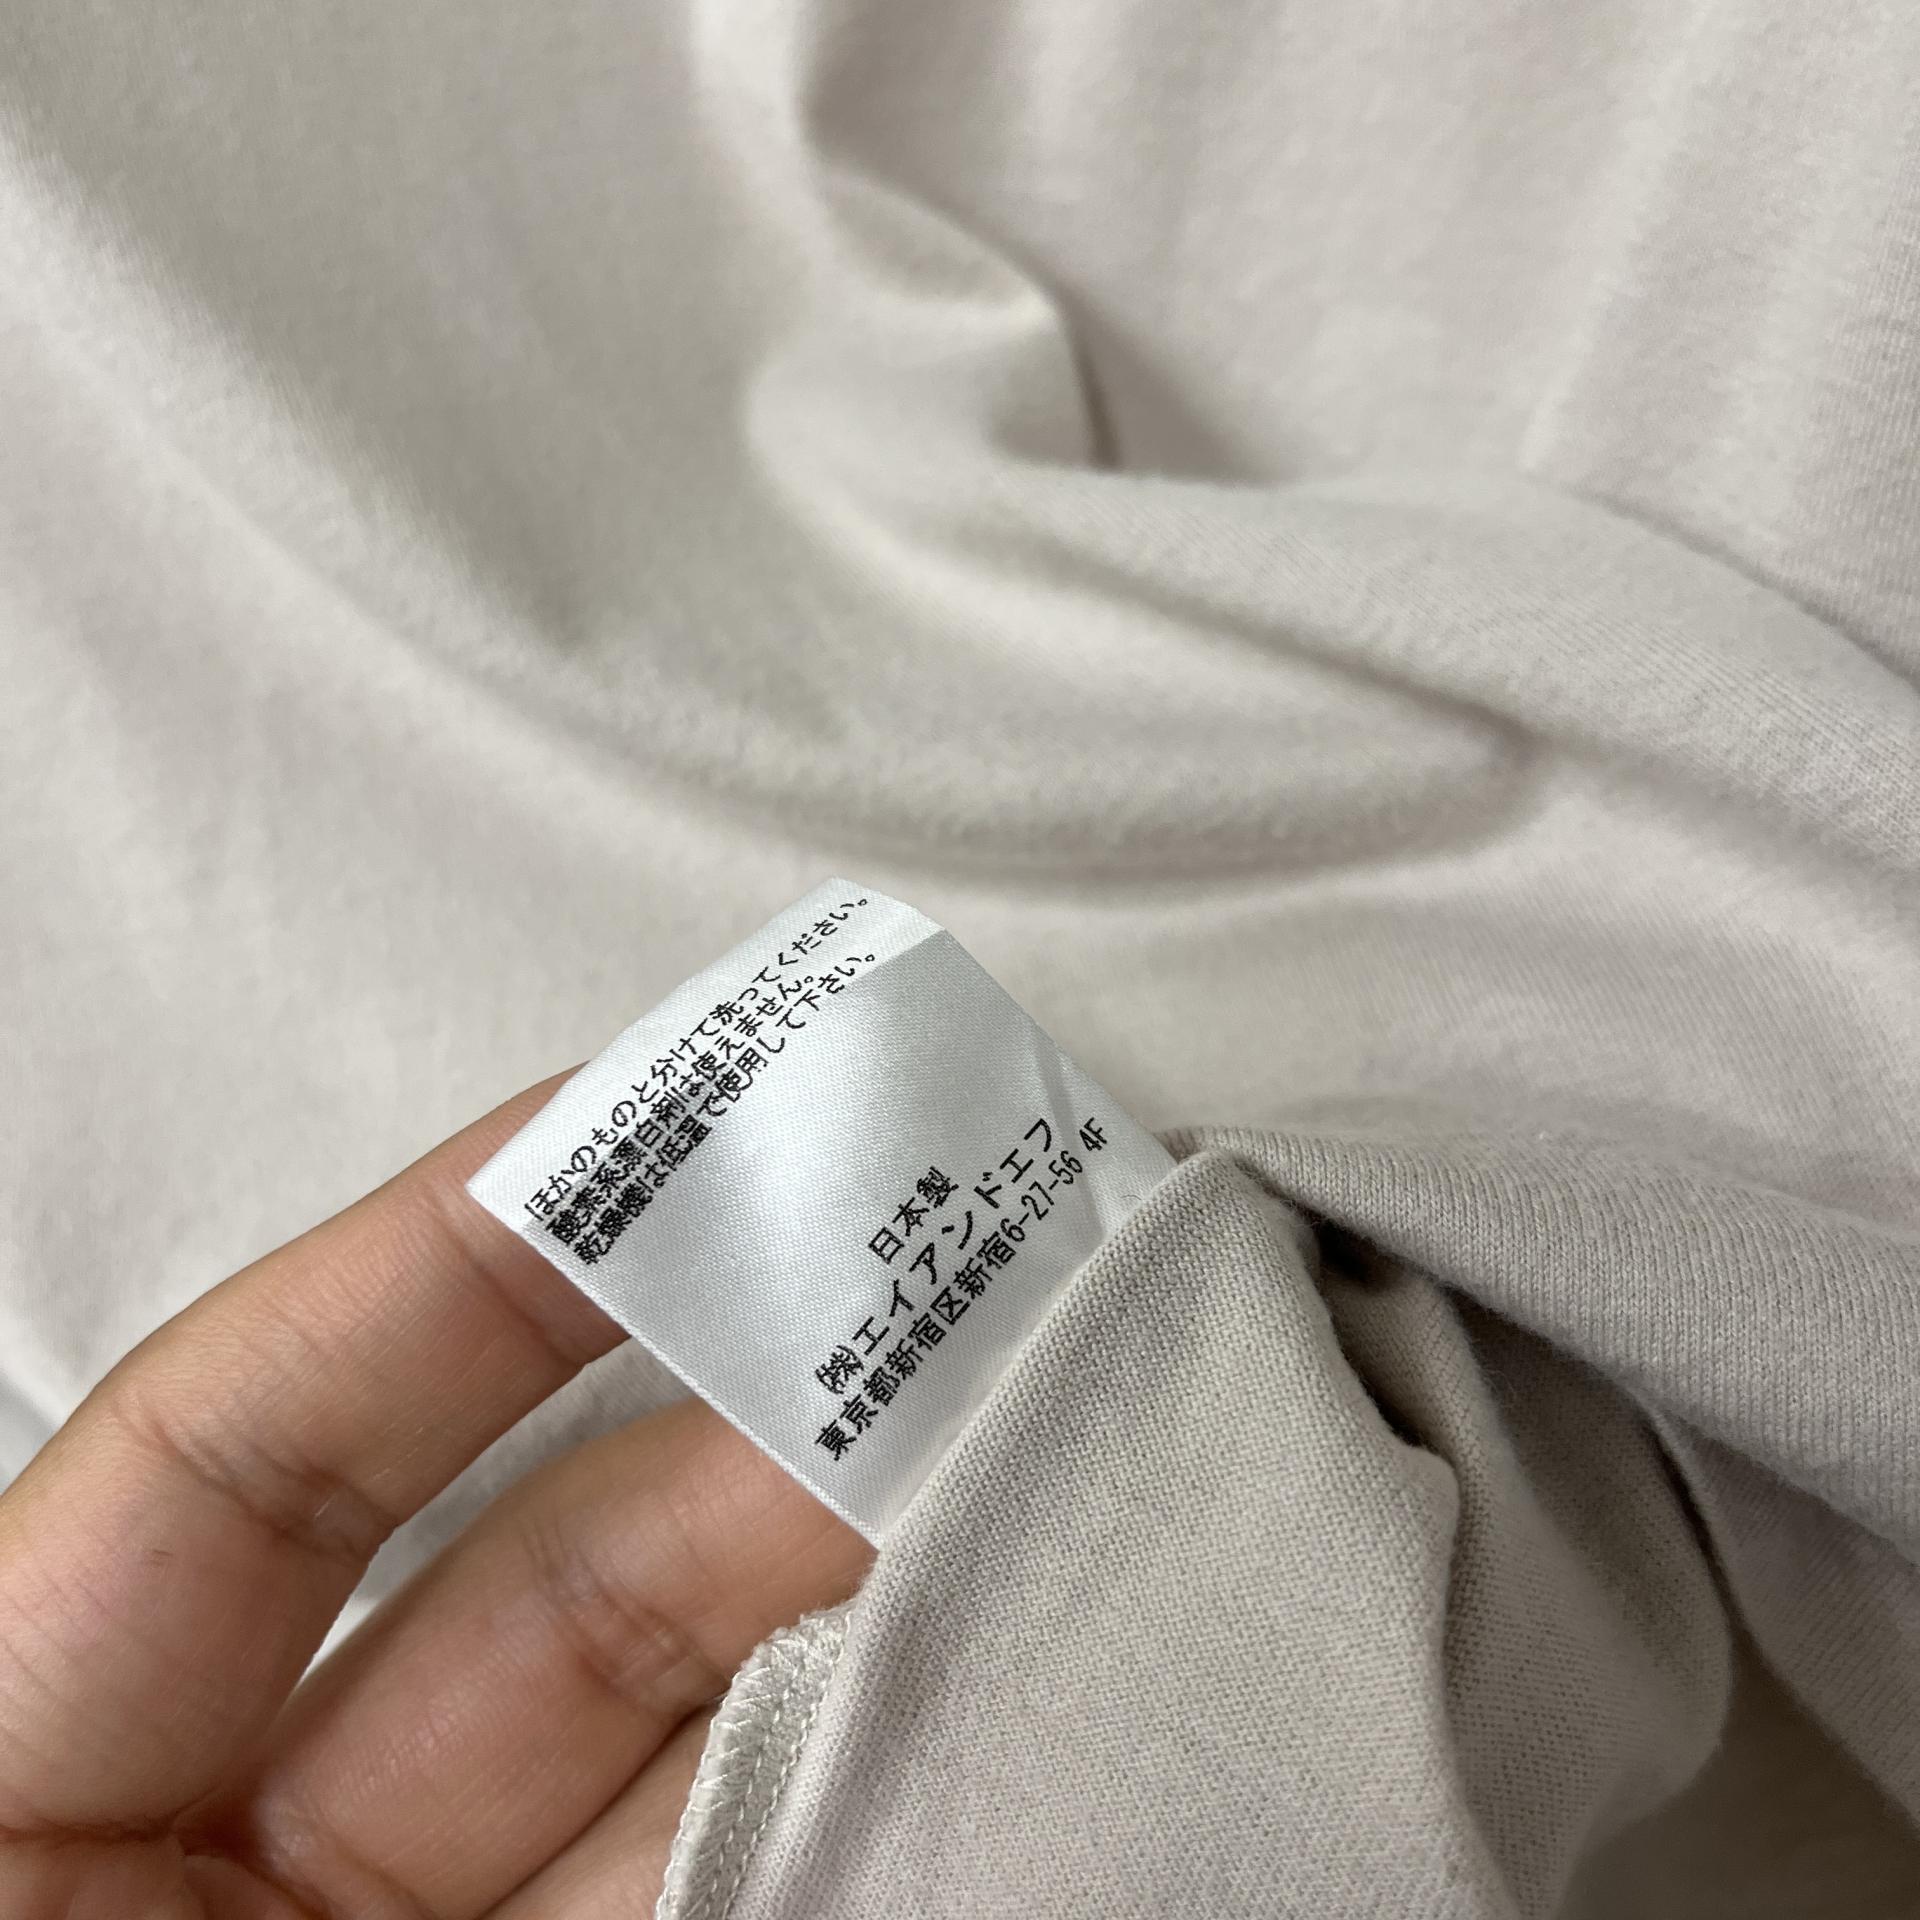 ほかのものと分けて洗ってください。
酸素系漂白剤は使えません。
乾燥機は低温で使用して下さい。
日本製
㈱エイアンドエフ
東京都新宿区新宿6-27-56 4F